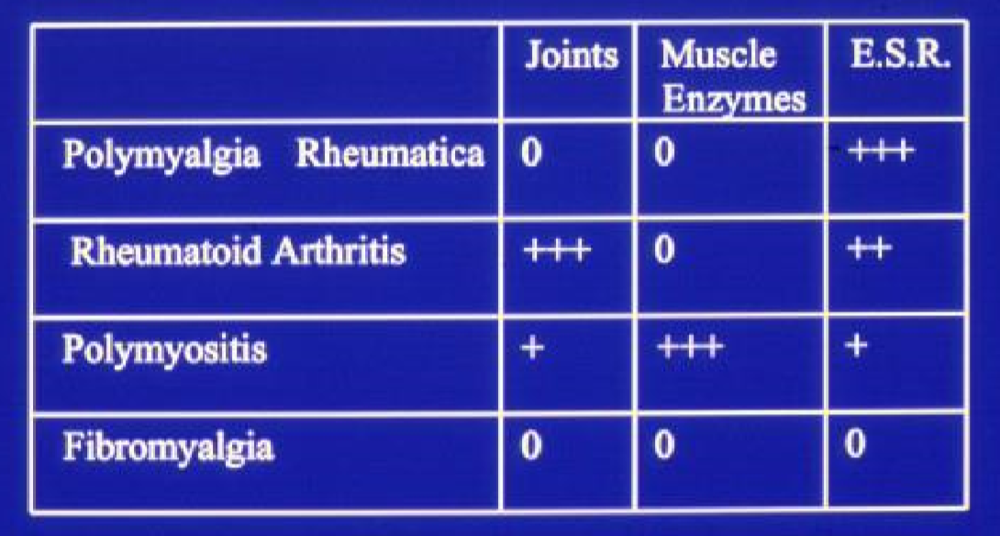 Joints Muscle Enzymes E.S.R.
Polymyalgia Rheumatica 0 0 +++
Rheumatoid Arthritis +++ 0 ++
Polymyositis + +++ +
Fibromyalgia 0 0 0